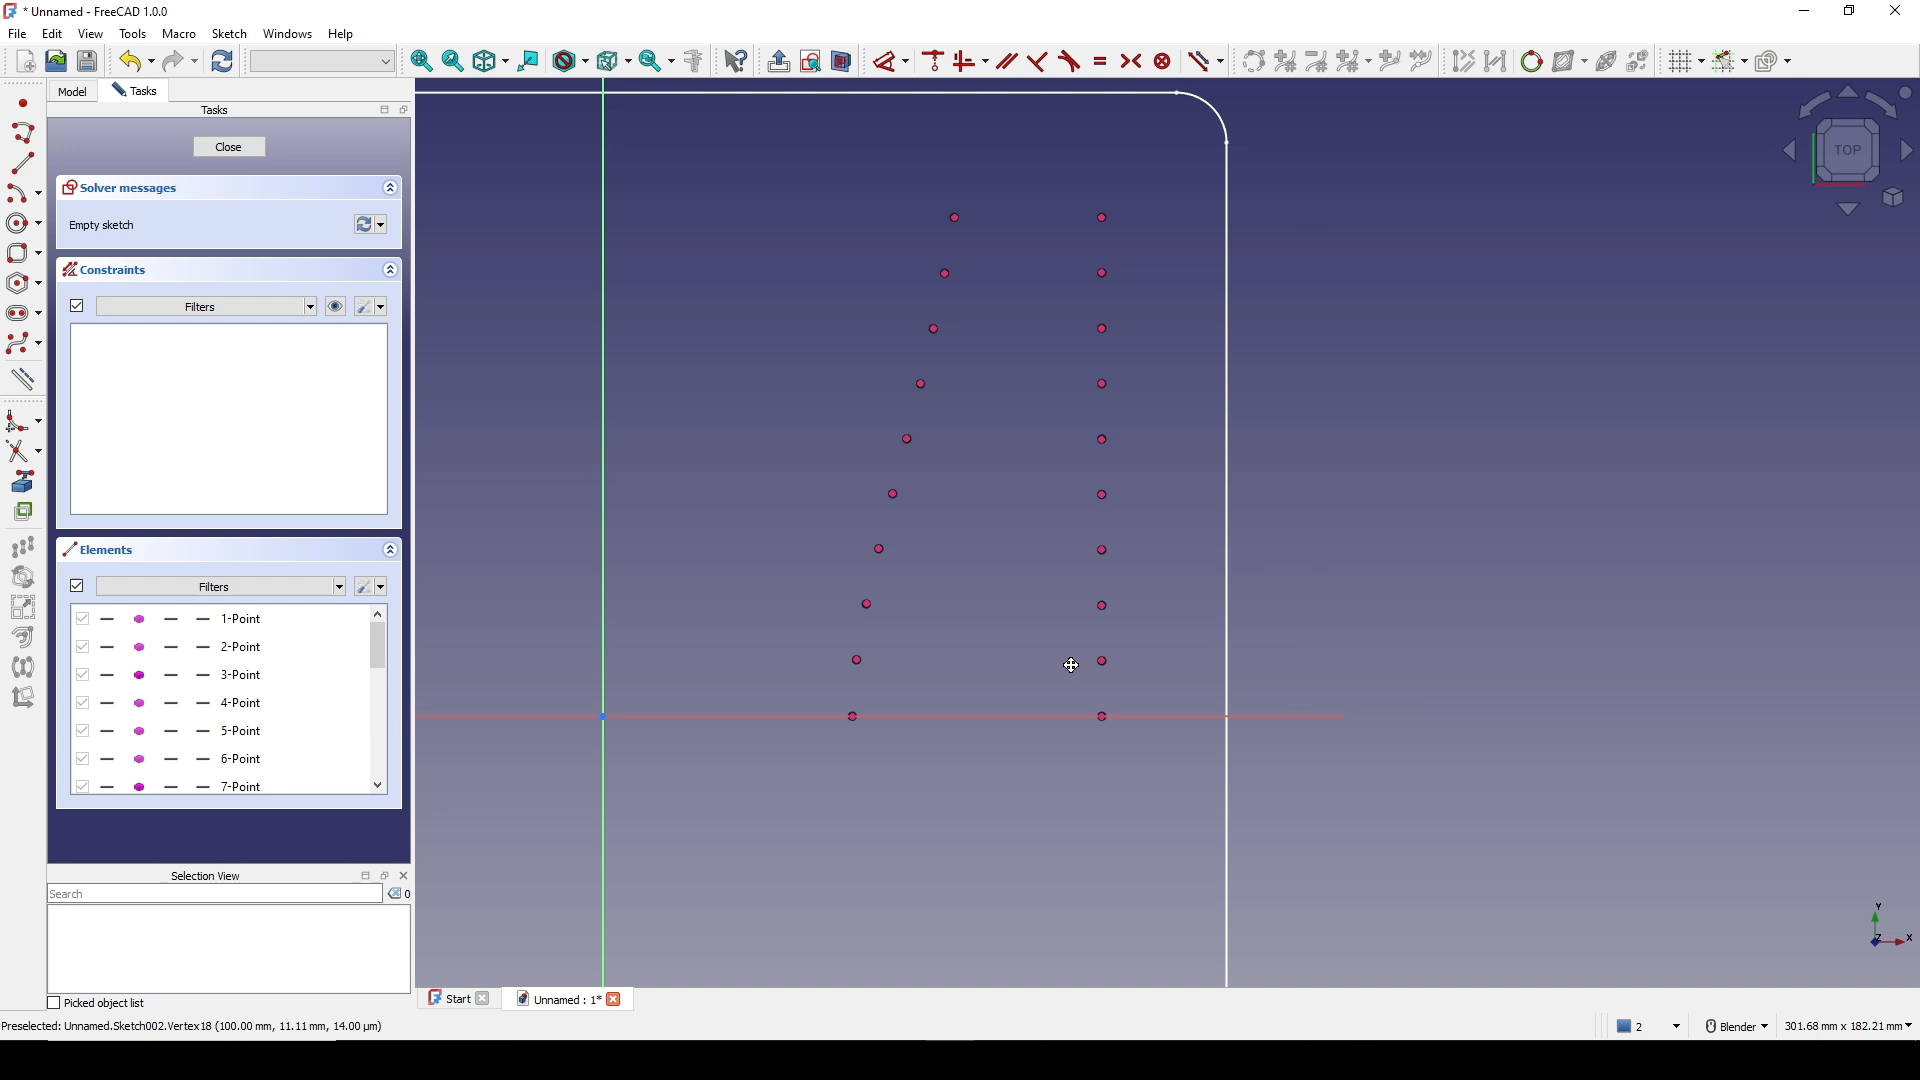 * Unnamed - FreeCAD 1.0.0
File Edit View Tools Macro Sketch Windows Help
Model Tasks
Tasks
Close
Solver messages
Empty sketch
Constraints
Filters
Elements
Filters
1-Point
2-Point
3-Point
4-Point
5-Point
6-Point
7-Point
Selection View
Search
0
Picked object list
TOP
Y
Z
X
Start
Unnamed : 1*
Preselected: Unnamed.Sketch002.Vertex18 (100.00 mm, 11.11 mm, 14.00 µm)
2
Blender
301.68 mm x 182.21 mm